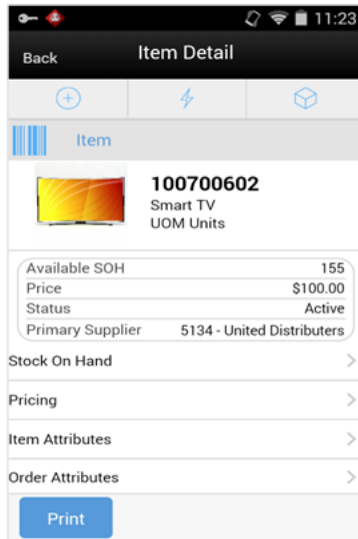 11:23
Back
Item Detail
Item
100700602
Smart TV
UOM Units
Available SOH 155
Price $100.00
Status Active
Primary Supplier 5134 - United Distributers
Stock On Hand
Pricing
Item Attributes
Order Attributes
Print